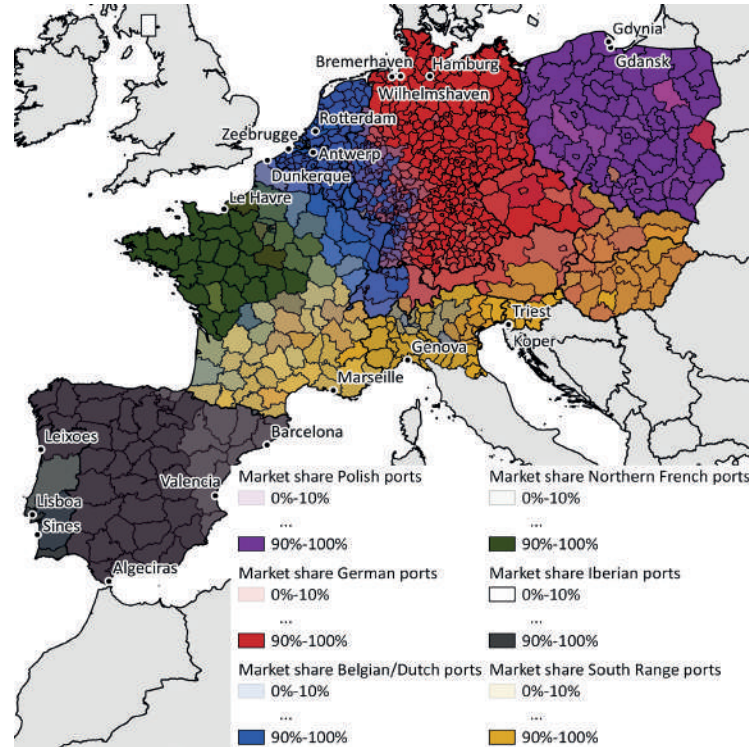 Gdynia
Gdansk
Bremerhaven
Hamburg
Wilhelmshaven
Rotterdam
Zeebrugge
Antwerp
Dunkerque
Le Havre
Triest
Koper
Genova
Marseille
Leixoes
Barcelona
Valencia
Lisboa
Sines
Algeciras
Market share Polish ports
0%-10%
...
90%-100%
Market share German ports
0%-10%
...
90%-100%
Market share Belgian/Dutch ports
0%-10%
...
90%-100%
Market share Northern French ports
0%-10%
...
90%-100%
Market share Iberian ports
0%-10%
...
90%-100%
Market share South Range ports
0%-10%
...
90%-100%